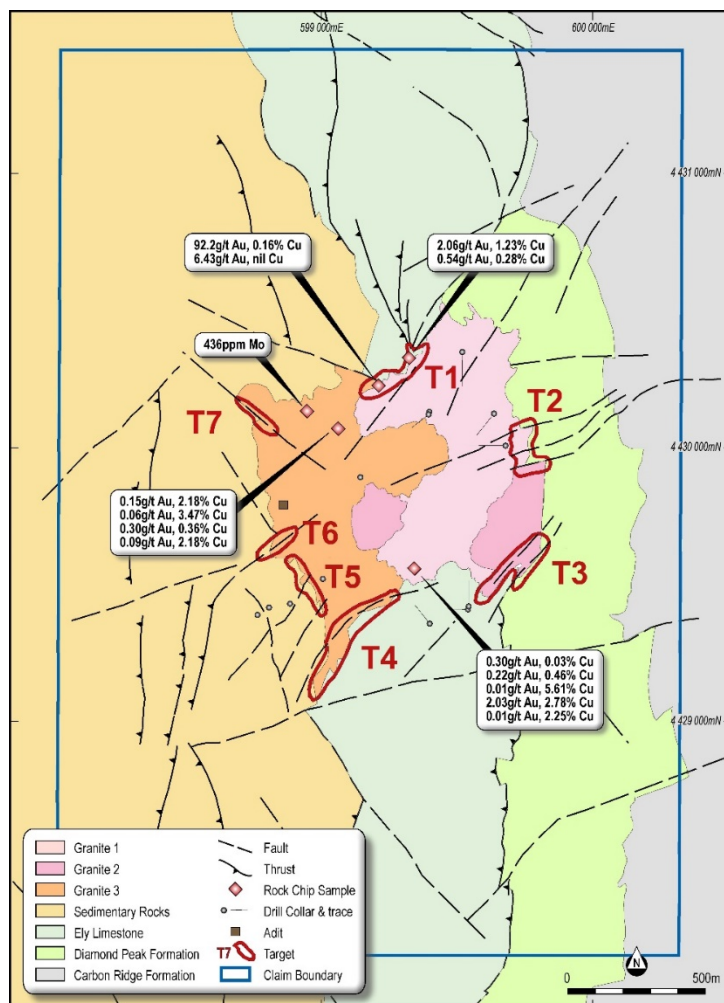 599 000mE
600 000mE
4 431 000mN
92.2g/t Au, 0.16% Cu
6.43g/t Au, nil Cu
2.06g/t Au, 1.23% Cu
0.54g/t Au, 0.28% Cu
436ppm Mo
T1
T2
T7
4 430 000mN
0.15g/t Au, 2.18% Cu
0.06g/t Au, 3.47% Cu
0.30g/t Au, 0.36% Cu
0.09g/t Au, 2.18% Cu
T6
T5
T3
T4
0.30g/t Au, 0.03% Cu
0.22g/t Au, 0.46% Cu
0.01g/t Au, 5.61% Cu
2.03g/t Au, 2.78% Cu
0.01g/t Au, 2.25% Cu
4 429 000mN
Granite 1
Granite 2
Granite 3
Sedimentary Rocks
Ely Limestone
Diamond Peak Formation
Carbon Ridge Formation
Fault
Thrust
Rock Chip Sample
Drill Collar & trace
Adit
T7 Target
Claim Boundary
N
0 500m